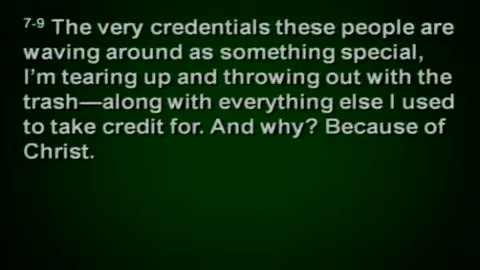 7-9 The very credentials these people are
waving around as something special,
I'm tearing up and throwing out with the
trash—along with everything else I used
to take credit for. And why? Because of
Christ.